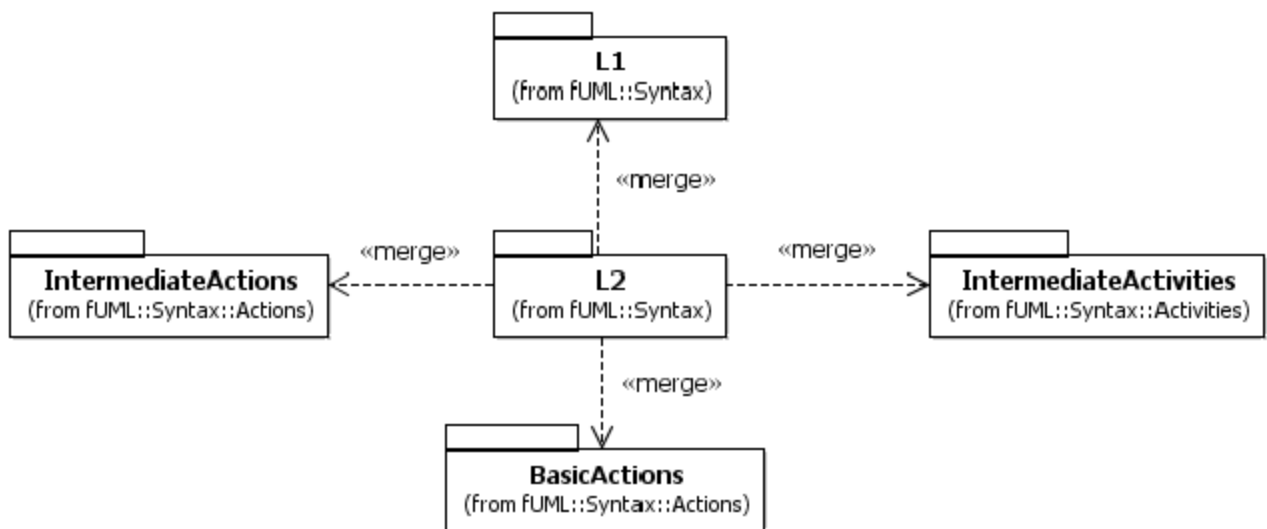 L1
(from fUML::Syntax)
«merge»
«merge»
«merge»
IntermediateActions
(from fUML::Syntax::Actions)
L2
(from fUML::Syntax)
IntermediateActivities
(from fUML::Syntax::Activities)
«merge»
BasicActions
(from fUML::Syntax::Actions)